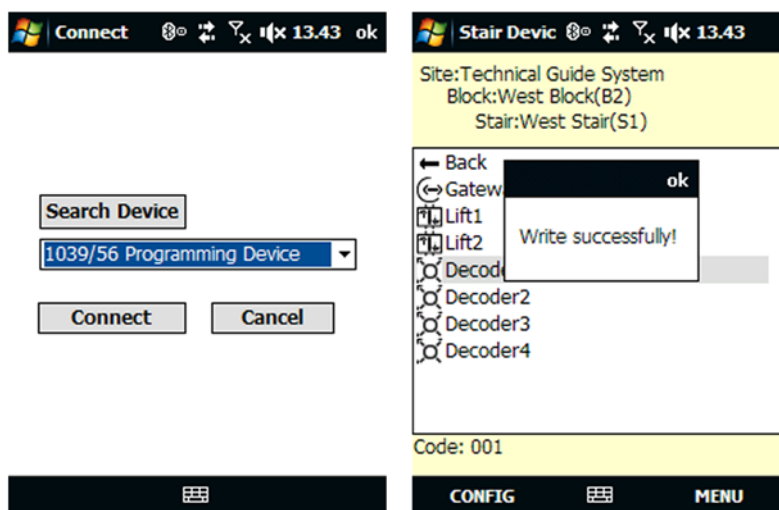 Connect 13.43 ok
Search Device
1039/56 Programming Device
Connect Cancel
Stair Devic 13.43
Site:Technical Guide System
Block:West Block(B2)
Stair:West Stair(S1)
Back
Gatew
Lift1
Lift2
Decode
Decoder2
Decoder3
Decoder4
ok
Write successfully!
Code: 001
CONFIG MENU